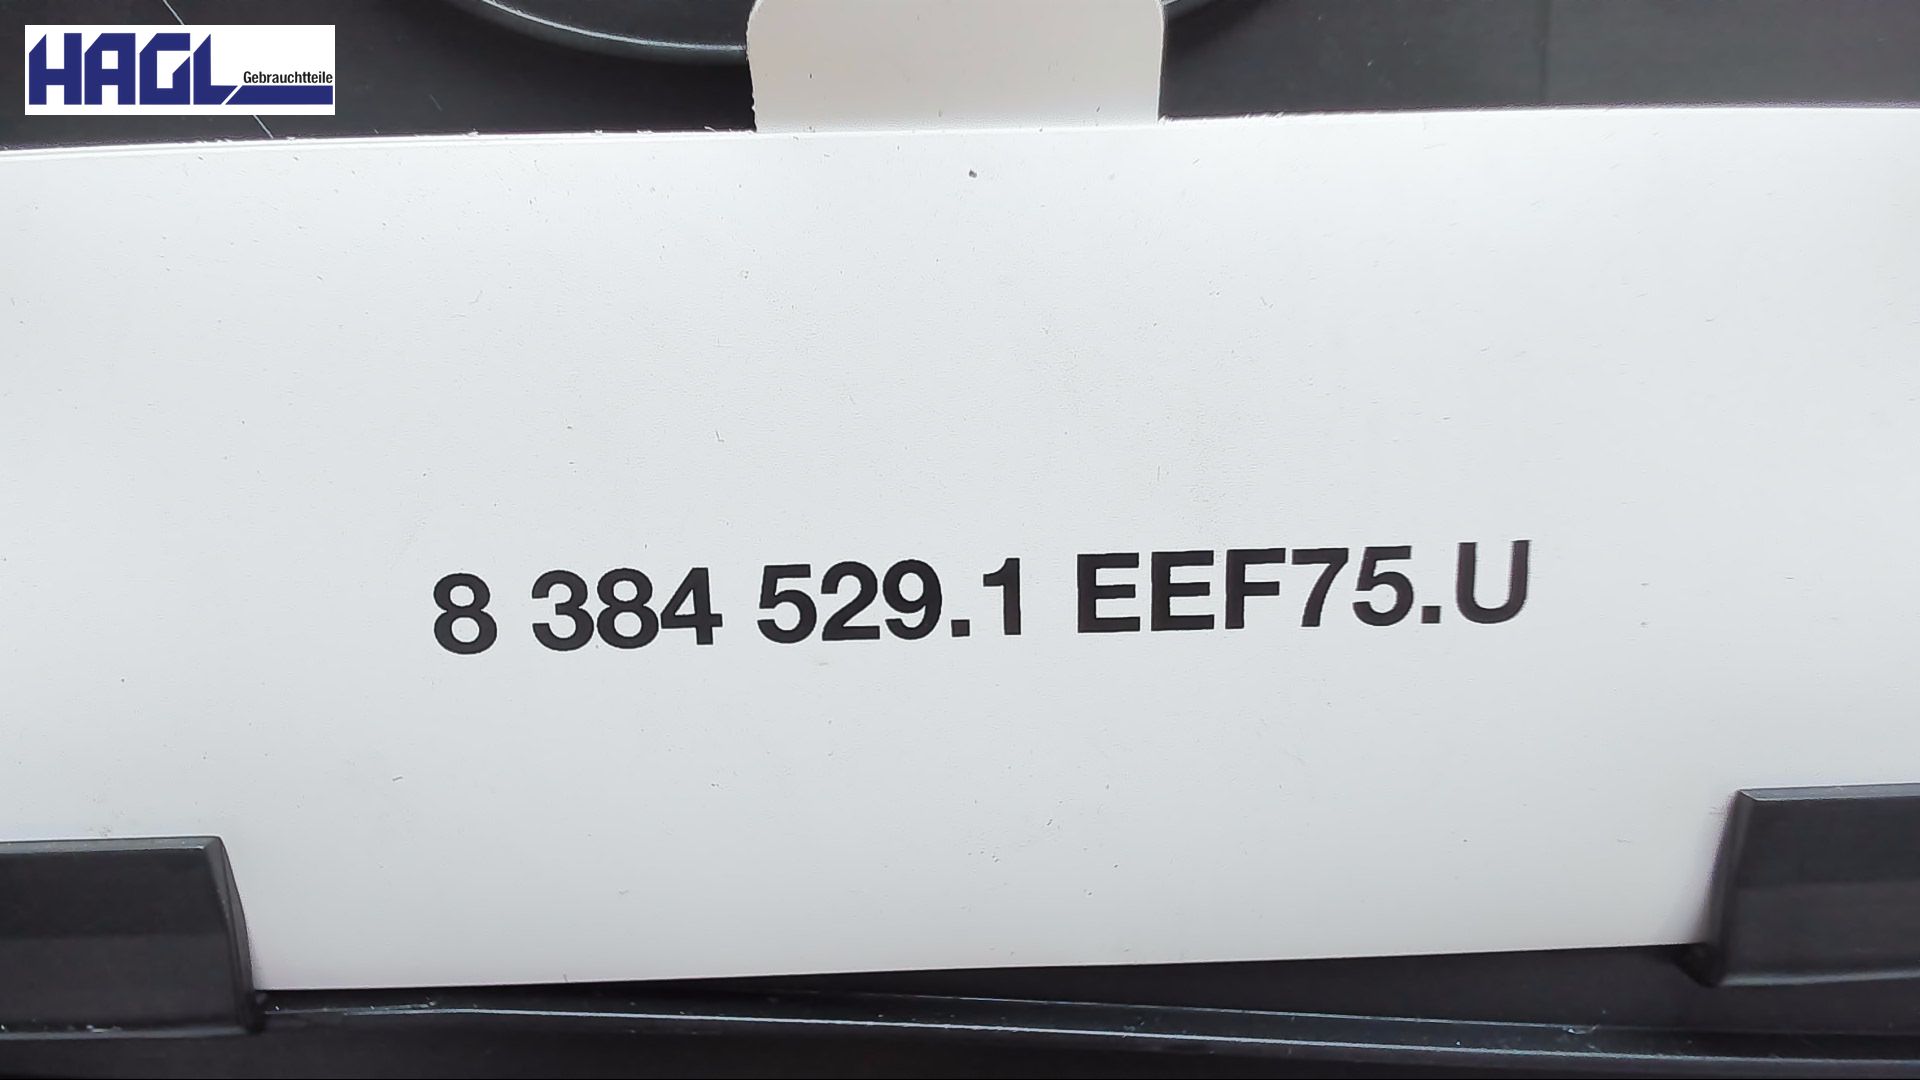 HAGL
Gebrauchtteile
8 384 529.1 EEF75.U